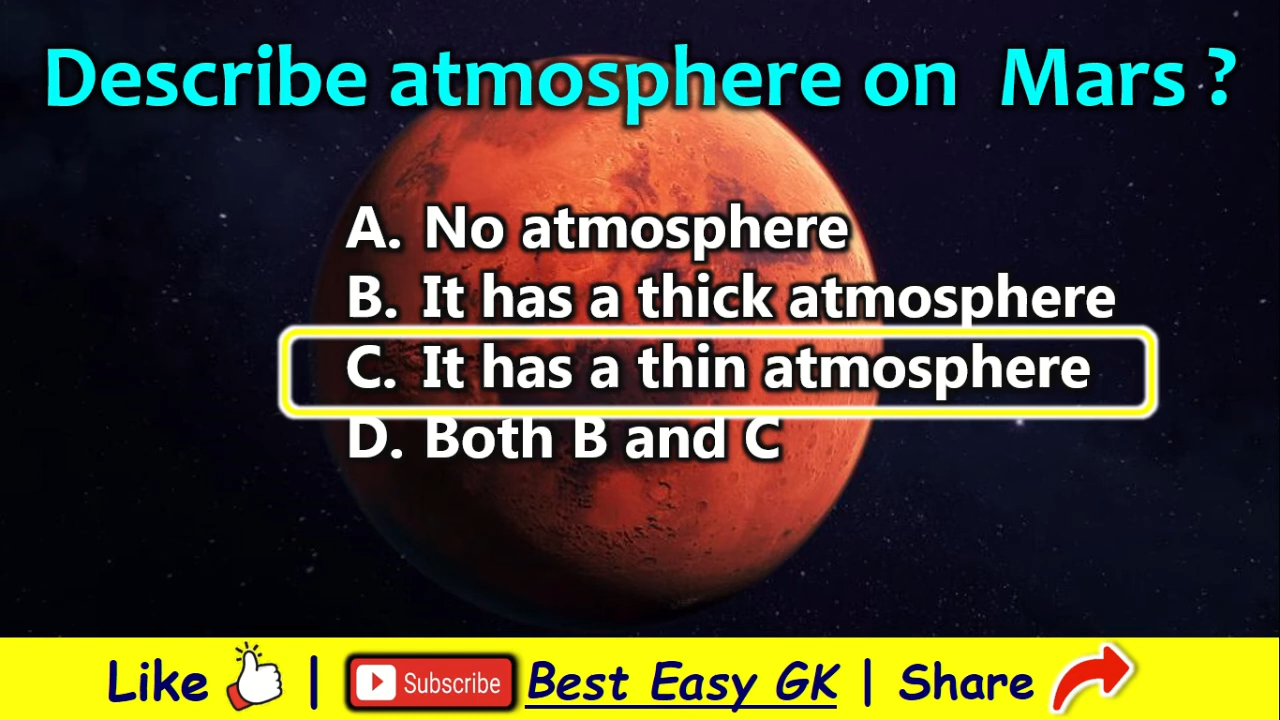 Describe atmosphere on Mars ?
A. No atmosphere
B. It has a thick atmosphere
C. It has a thin atmosphere
D. Both B and C
Like | Subscribe Best Easy GK | Share